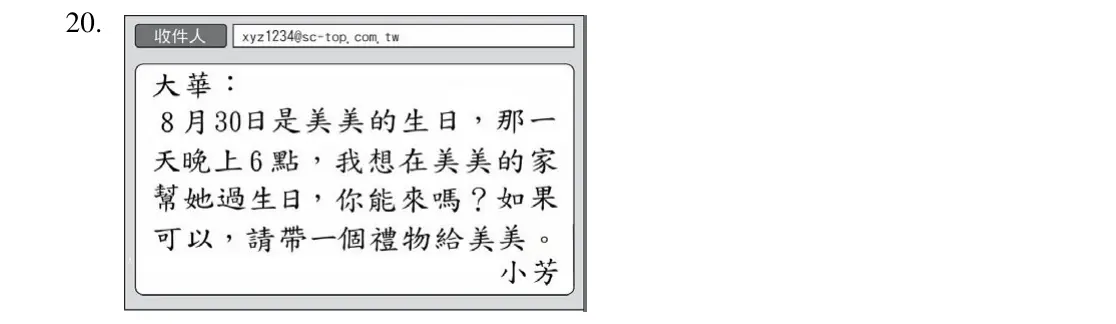 20.
收件人 xyz1234@sc-top.com.tw
大華：
8月30日是美美的生日，那一
天晚上6點，我想在美美的家
幫她過生日，你能來嗎？如果
可以，請帶一個禮物給美美。
小芳